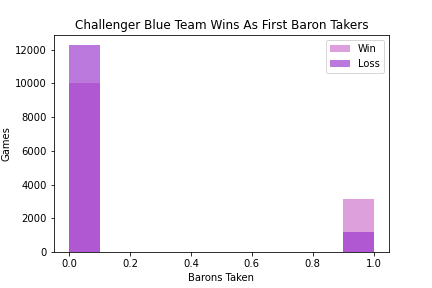 Challenger Blue Team Wins As First Baron Takers
12000
10000
8000
6000
4000
2000
0
Games
Win
Loss
0.0 0.2 0.4 0.6 0.8 1.0
Barons Taken